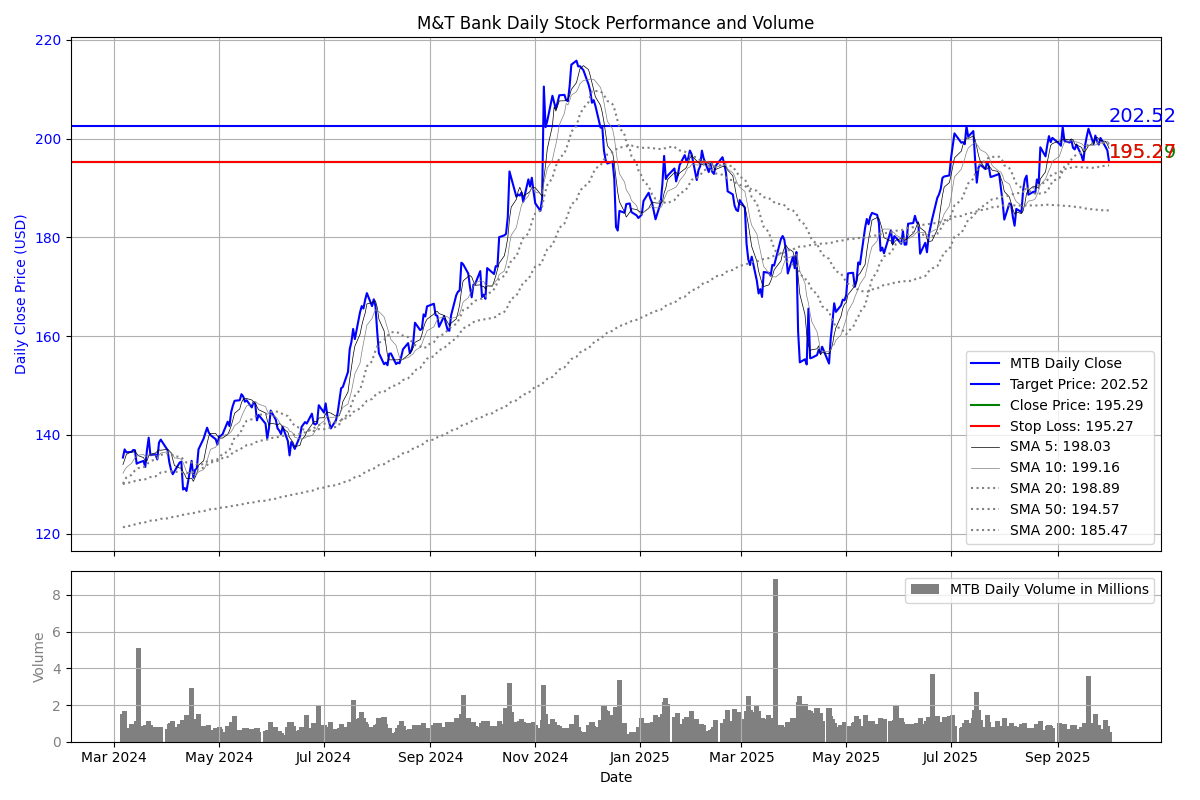 M&T Bank Daily Stock Performance and Volume
220
200
180
160
140
120
Daily Close Price (USD)
202.52
195.27
MTB Daily Close
Target Price: 202.52
Close Price: 195.29
Stop Loss: 195.27
SMA 5: 198.03
SMA 10: 199.16
SMA 20: 198.89
SMA 50: 194.57
SMA 200: 185.47
MTB Daily Volume in Millions
8
6
4
2
0
Volume
Mar 2024 May 2024 Jul 2024 Sep 2024 Nov 2024 Jan 2025 Mar 2025 May 2025 Jul 2025 Sep 2025
Date